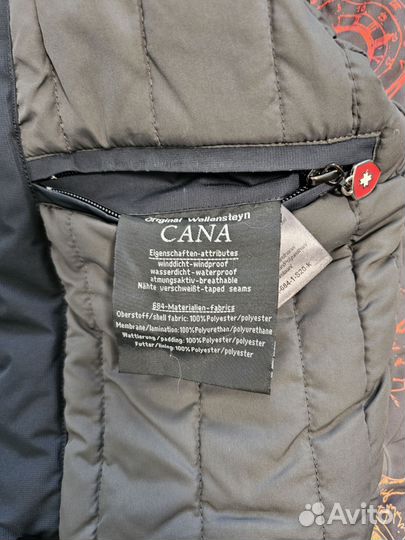 Original Wellensteyn
CANA
Eigenschaften-attributes
winddicht-windproof
wasserdicht-waterproof
atmungsaktiv-breathable
Nähte verschweißt-taped seams
684-Materialien-fabrics
Oberstoff/shell fabric: 100%Polyester/polyester
Membrane/lamination: 100%Polyurethan/polyurethane
Wattierung/padding: 100%Polyester/polyester
Futter/lining: 100%Polyester/polyester
Avito